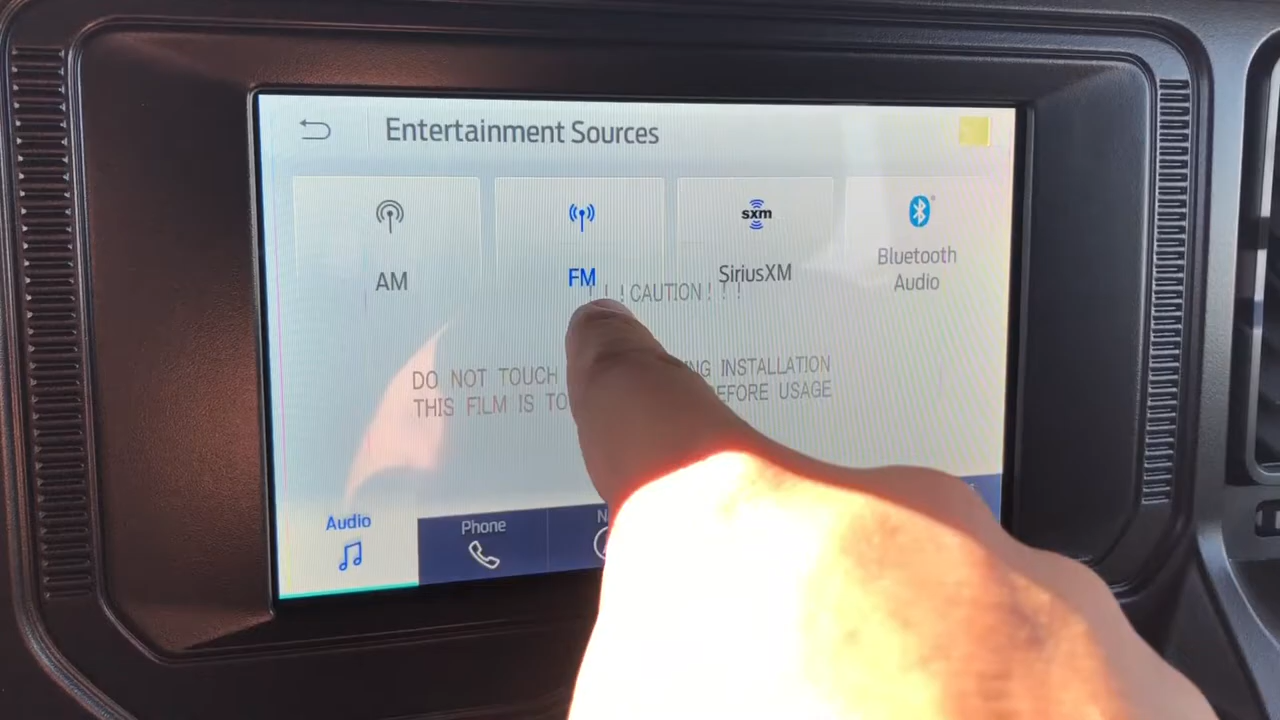 Entertainment Sources
AM
FM
sxm
SiriusXM
Bluetooth
Audio
! ! CAUTION ! ! !
DO NOT TOUCH NG INSTALLATION
THIS FILM IS TO EFORE USAGE
Audio
Phone
N